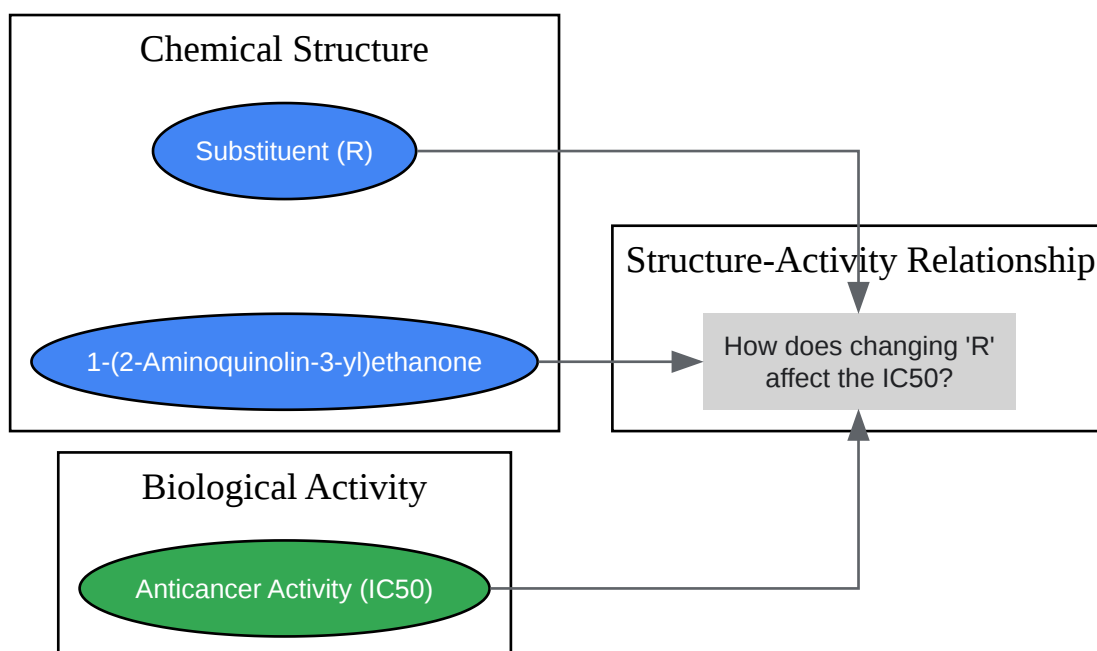 Chemical Structure
Substituent (R)
1-(2-Aminoquinolin-3-yl)ethanone
Structure-Activity Relationship
How does changing 'R'
affect the IC50?
Biological Activity
Anticancer Activity (IC50)